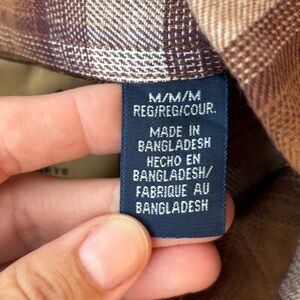 M/M/M
REG/REG/COUR.
MADE IN
BANGLADESH
HECHO EN
BANGLADESH/
FABRIQUE AU
BANGLADESH